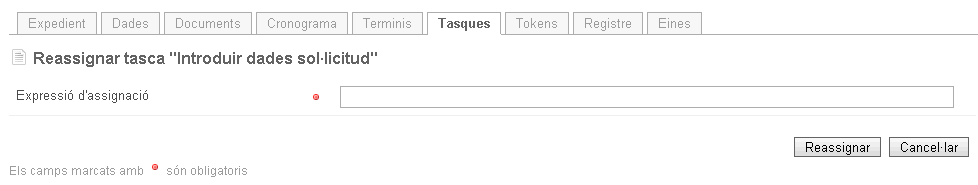 Expedient Dades Documents Cronograma Terminis Tasques Tokens Registre Eines
Reassignar tasca "Introduir dades sol·licitud"
Expressió d'assignació
Reassignar Cancel·lar
Els camps marcats amb són obligatoris